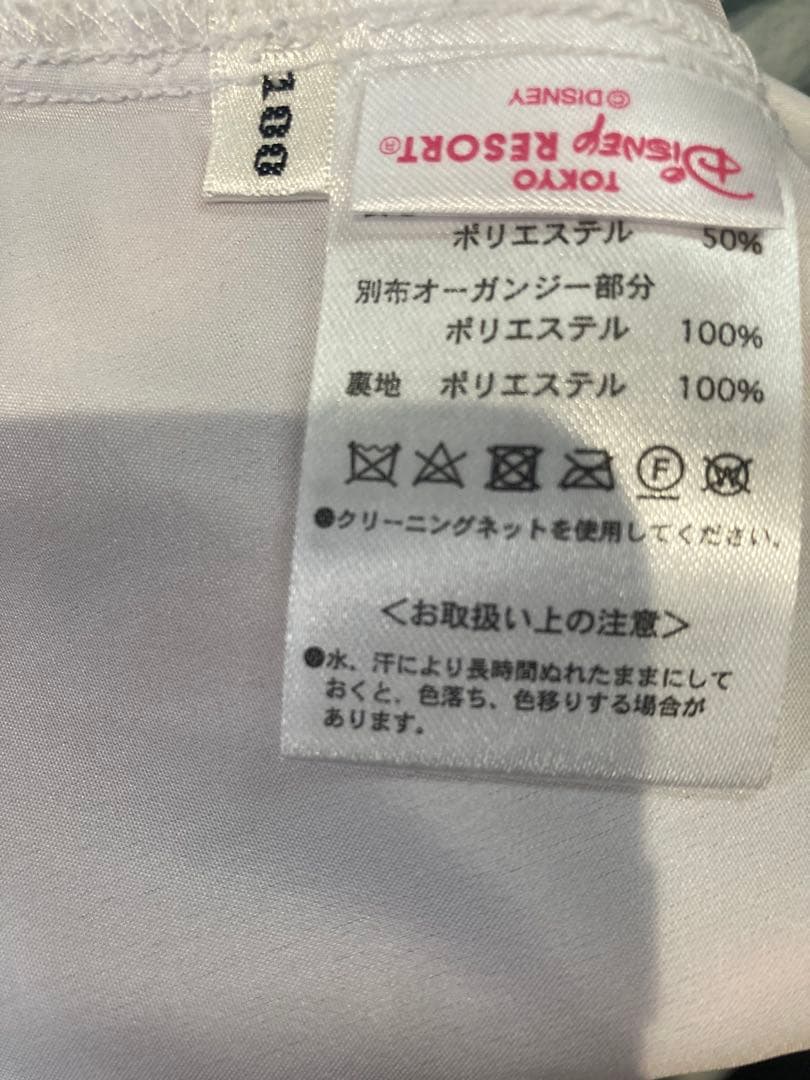 100
© DISNEY
TOKYO
DISNEY RESORT®
ポリエステル 50%
別布オーガンジー部分
ポリエステル 100%
裏地 ポリエステル 100%
F W
●クリーニングネットを使用してください。
＜お取扱い上の注意＞
●水、汗により長時間ぬれたままにして
おくと、色落ち、色移りする場合が
あります。